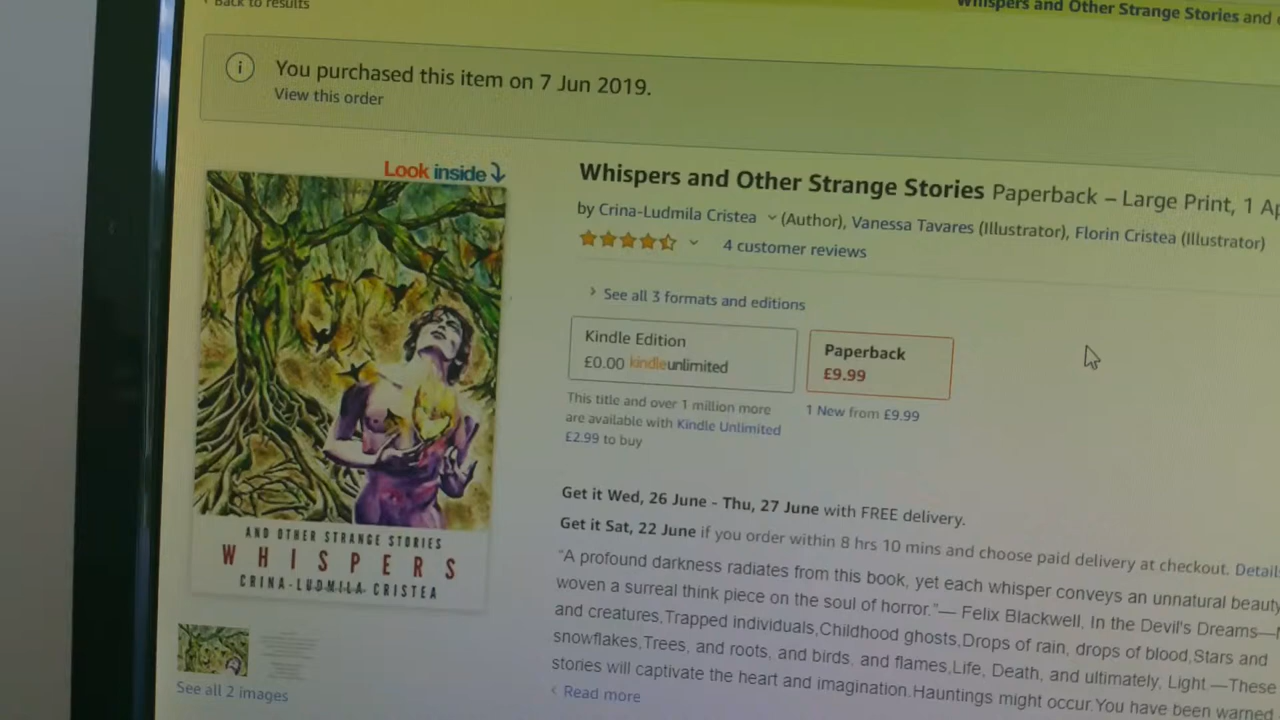 Back to results
Whispers and Other Strange Stories and
You purchased this item on 7 Jun 2019.
View this order
Look inside
Whispers and Other Strange Stories Paperback – Large Print, 1
by Crina-Ludmila Cristea (Author), Vanessa Tavares (Illustrator), Florin Cristea (Illustrator)
4 customer reviews
See all 3 formats and editions
Kindle Edition
£0.00 kindleunlimited
Paperback
£9.99
This title and over 1 million more
are available with Kindle Unlimited
£2.99 to buy
1 New from £9.99
Get it Wed, 26 June - Thu, 27 June with FREE delivery.
Get it Sat, 22 June if you order within 8 hrs 10 mins and choose paid delivery at checkout. Details
“A profound darkness radiates from this book, yet each whisper conveys an unnatural beauty
woven a surreal think piece on the soul of horror.”— Felix Blackwell, In the Devil's Dreams—
and creatures,Trapped individuals,Childhood ghosts,Drops of rain, drops of blood,Stars and
snowflakes,Trees, and roots, and birds, and flames,Life, Death, and ultimately, Light —These
stories will captivate the heart and imagination.Hauntings might occur.You have been warned
Read more
AND OTHER STRANGE STORIES
WHISPERS
CRINA-LUDMILA CRISTEA
See all 2 images